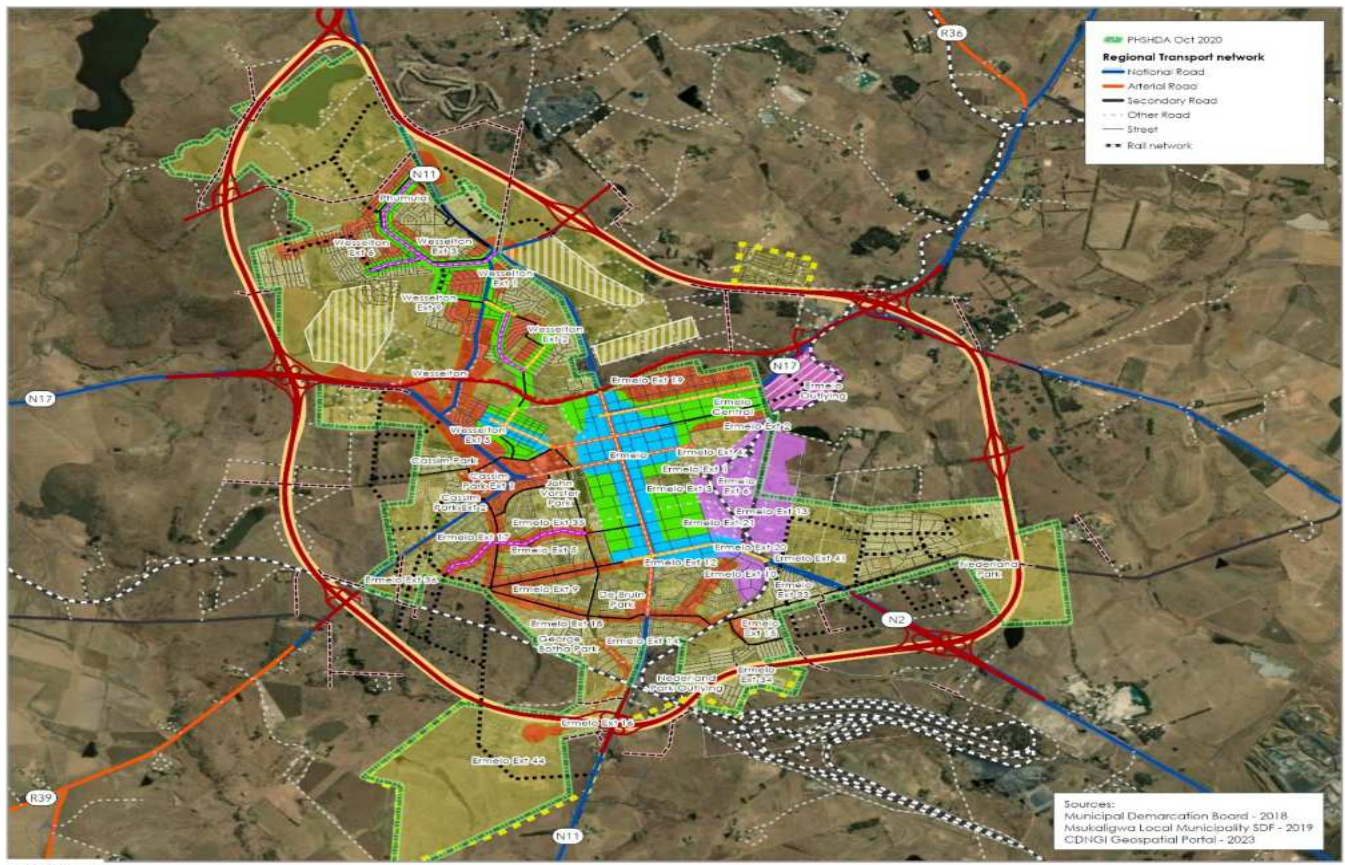 R36
PHSHDA Oct 2020
Regional Transport network
National Road
Arterial Road
Secondary Road
Other Road
Street
Rail network
N11
Phumula
Wesselton
Ext 6
Wesselton
Ext 3
Wesselton
Ext 1
Wesselton
Ext 9
Wesselton
Ext 2
Wesselton
N17
N17
Ermelo Ext 19
Ermelo
Outlying
Ermelo
Central
Ermelo Ext 2
Wesselton
Ext 5
Ermelo
Ermelo Ext 4
Cassim Park
Ermelo Ext 1
Cassim
Park Ext 1
John
Vorster
Park
Ermelo
Ext 6
Ermelo Ext 3
Cassim
Park Ext 2
Ermelo Ext 13
Ermelo Ext 35
Ermelo Ext 21
Ermelo Ext 17
Ermelo Ext 8
Ermelo Ext 20
Ermelo Ext 41
Ermelo Ext 12
Nederland
Park
Ermelo Ext 36
Ermelo Ext 9
De Bruin
Park
Ermelo
Ext 33
N2
Ermelo Ext 16
Ermelo
Ext 15
George
Botha Park
Ermelo Ext 14
Nederland
Park Outlying
Ermelo
Ext 34
Ermelo Ext 16
Ermelo Ext 44
R39
N11
Sources:
Municipal Demarcation Board - 2018
Msukaligwa Local Municipality SDF - 2019
CDNGI Geospatial Portal - 2023